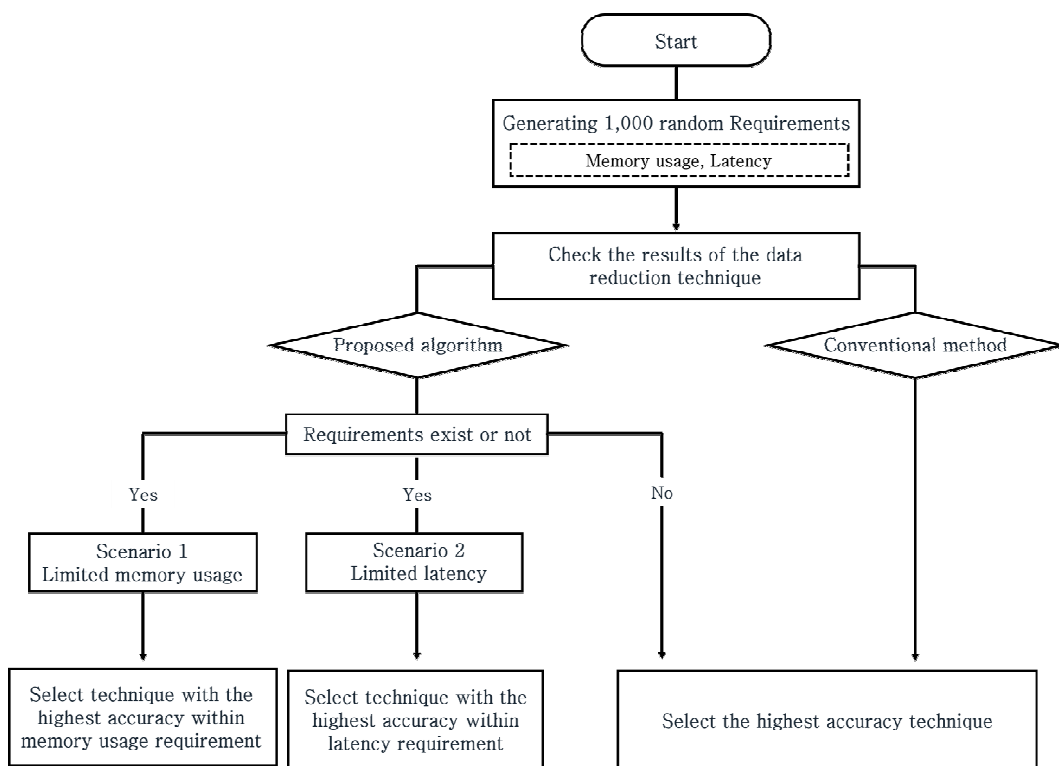 Start
Generating 1,000 random Requirements
Memory usage, Latency
Check the results of the data
reduction technique
Proposed algorithm
Conventional method
Requirements exist or not
Yes
Yes
No
Scenario 1
Limited memory usage
Scenario 2
Limited latency
Select technique with the
highest accuracy within
memory usage requirement
Select technique with the
highest accuracy within
latency requirement
Select the highest accuracy technique